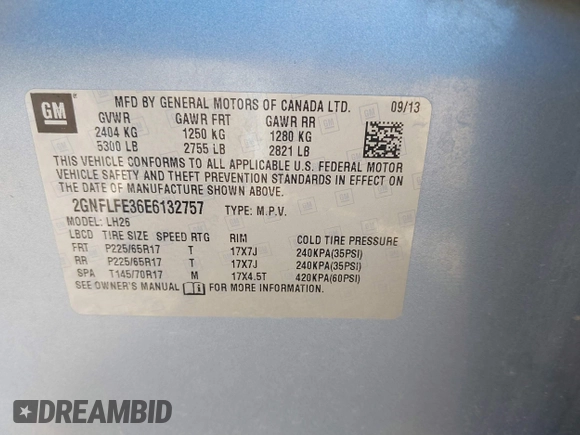 GM
MFD BY GENERAL MOTORS OF CANADA LTD. 09/13
GVWR GAWR FRT GAWR RR
2404 KG 1250 KG 1280 KG
5300 LB 2755 LB 2821 LB
THIS VEHICLE CONFORMS TO ALL APPLICABLE U.S. FEDERAL MOTOR
VEHICLE SAFETY AND THEFT PREVENTION STANDARDS IN EFFECT ON
THE DATE OF MANUFACTURE SHOWN ABOVE.
2GNFLFE36E6132757 TYPE: M.P.V.
MODEL: LH26
LBCD TIRE SIZE SPEED RTG RIM COLD TIRE PRESSURE
FRT P225/65R17 T 17X7J 240KPA(35PSI)
RR P225/65R17 T 17X7J 240KPA(35PSI)
SPA T145/70R17 M 17X4.5T 420KPA(60PSI)
SEE OWNER'S MANUAL FOR MORE INFORMATION.
DREAMBID